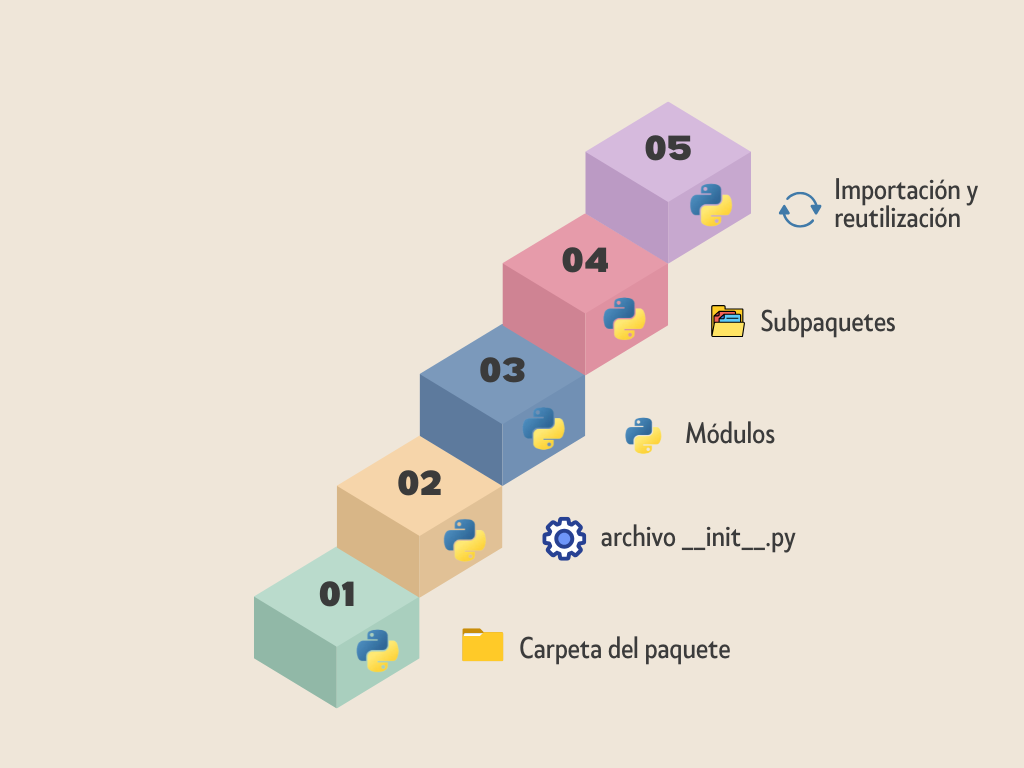 05
Importación y
reutilización
04
Subpaquetes
03
Módulos
02
archivo __init__.py
01
Carpeta del paquete